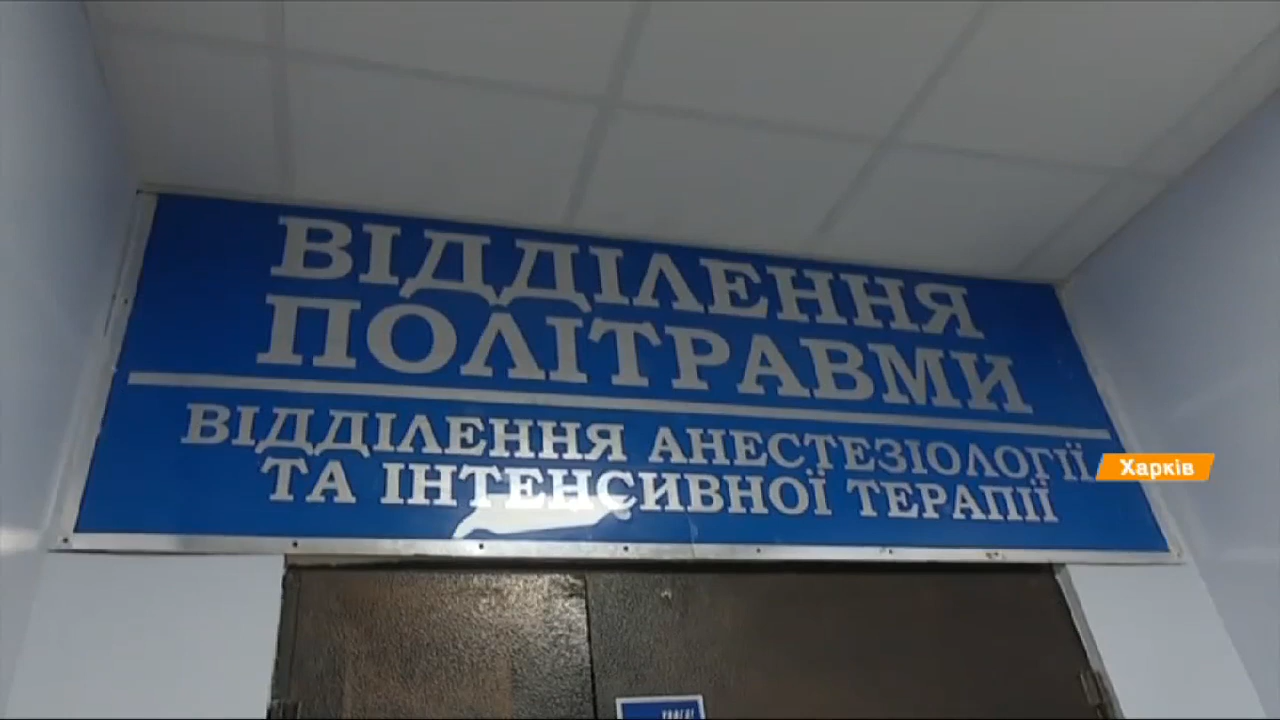 ВІДДІЛЕННЯ
ПОЛІТРАВМИ
ВІДДІЛЕННЯ АНЕСТЕЗІОЛОГІЇ
ТА ІНТЕНСИВНОЇ ТЕРАПІЇ
Харків